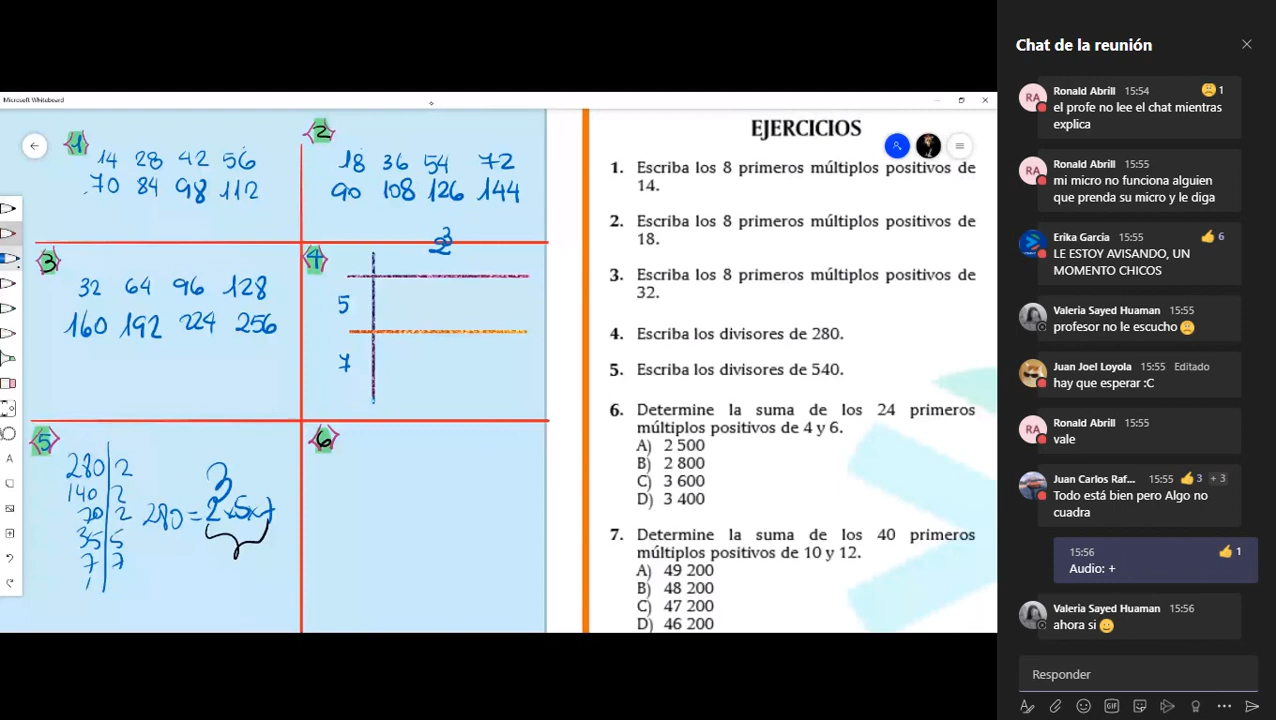 Microsoft Whiteboard
1
14 28 42 56
70 84 98 112
2
18 36 54 72
90 108 126 144
3
32 64 96 128
160 192 224 256
4
2³
5
7
5
280 2
140 2
70 2
35 5
7 7
1
280 = 2³ x 5 x 7
6
EJERCICIOS
1. Escriba los 8 primeros múltiplos positivos de
14.
2. Escriba los 8 primeros múltiplos positivos de
18.
3. Escriba los 8 primeros múltiplos positivos de
32.
4. Escriba los divisores de 280.
5. Escriba los divisores de 540.
6. Determine la suma de los 24 primeros
múltiplos positivos de 4 y 6.
A) 2 500
B) 2 800
C) 3 600
D) 3 400
7. Determine la suma de los 40 primeros
múltiplos positivos de 10 y 12.
A) 49 200
B) 48 200
C) 47 200
D) 46 200
Chat de la reunión
RA
Ronald Abrill 15:54
1
el profe no lee el chat mientras
explica
RA
Ronald Abrill 15:55
mi micro no funciona alguien
que prenda su micro y le diga
Erika Garcia 15:55
6
LE ESTOY AVISANDO, UN
MOMENTO CHICOS
Valeria Sayed Huaman 15:55
profesor no le escucho 😟
Juan Joel Loyola 15:55 Editado
hay que esperar :C
RA
Ronald Abrill 15:55
vale
Juan Carlos Raf... 15:55
3 + 3
Todo está bien pero Algo no
cuadra
15:56
1
Audio: +
Valeria Sayed Huaman 15:56
ahora si 🙂
Responder
A
GIF